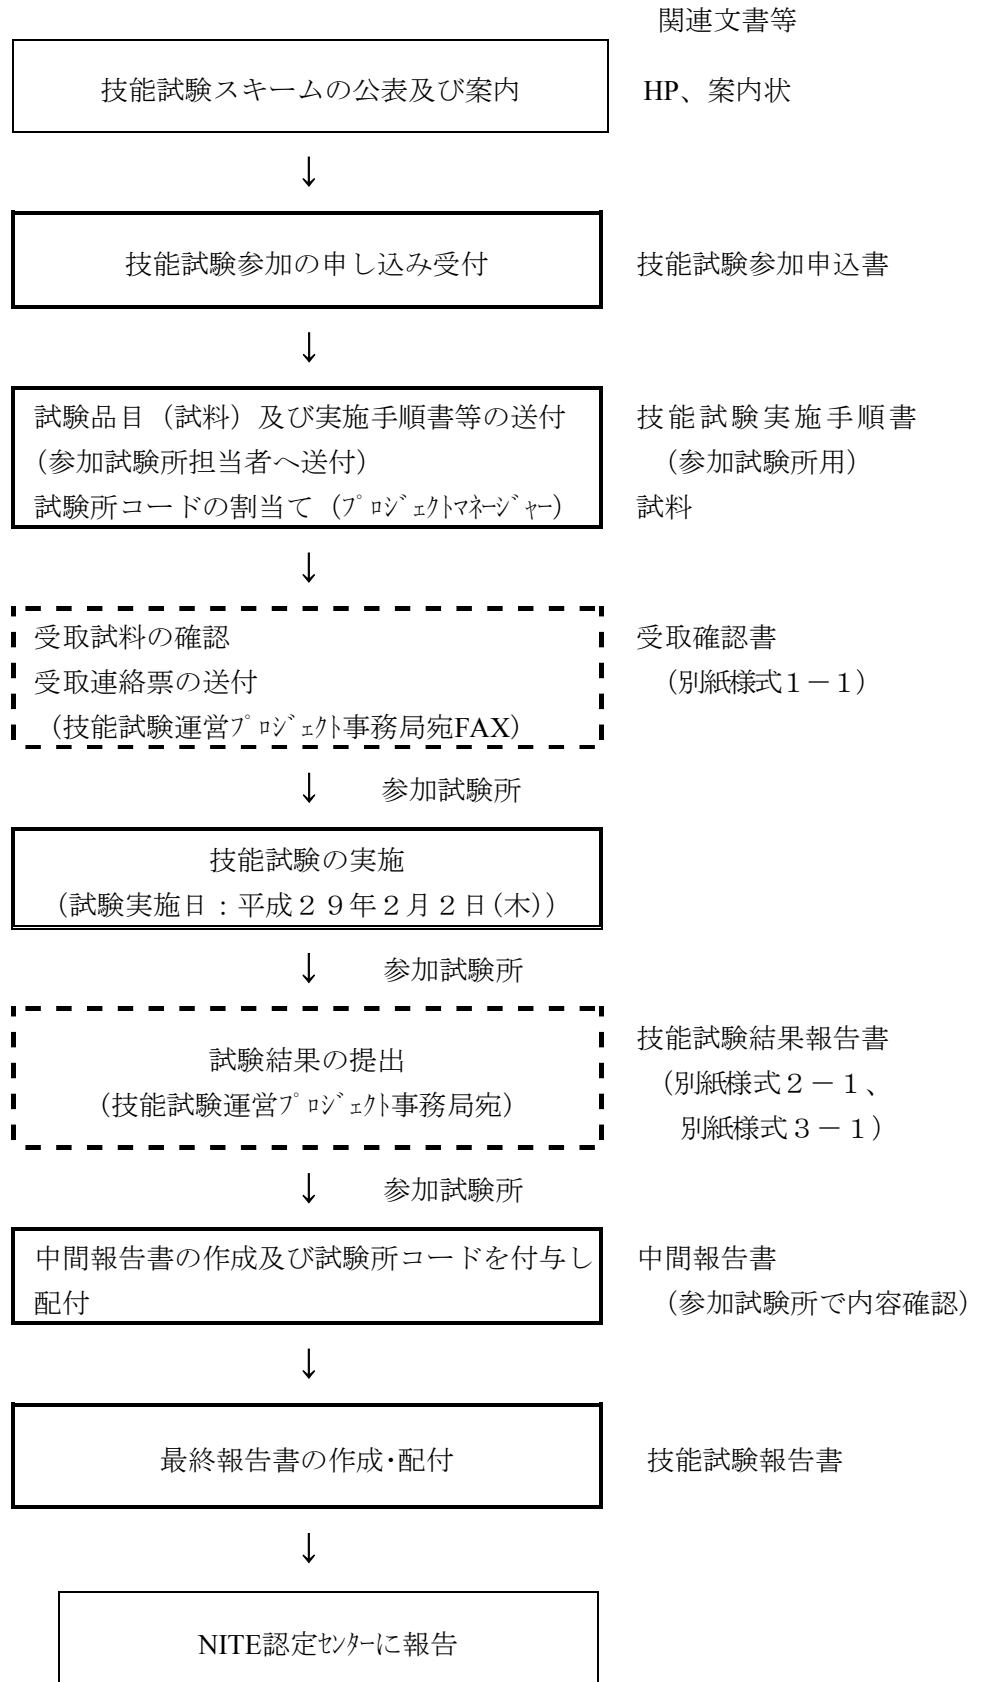 関連文書等
技能試験スキームの公表及び案内
HP、案内状
↓
技能試験参加の申し込み受付
技能試験参加申込書
↓
試験品目（試料）及び実施手順書等の送付
（参加試験所担当者へ送付）
試験所コードの割当て（ﾌﾟﾛｼﾞｪｸﾄﾏﾈｰｼﾞｬｰ）
技能試験実施手順書
（参加試験所用）
試料
↓
受取試料の確認
受取連絡票の送付
（技能試験運営ﾌﾟﾛｼﾞｪｸﾄ事務局宛FAX）
受取確認書
（別紙様式１－１）
↓ 参加試験所
技能試験の実施
（試験実施日：平成２９年２月２日(木)）
↓ 参加試験所
試験結果の提出
（技能試験運営ﾌﾟﾛｼﾞｪｸﾄ事務局宛）
技能試験結果報告書
（別紙様式２－１、
別紙様式３－１）
↓ 参加試験所
中間報告書の作成及び試験所コードを付与し
配付
中間報告書
（参加試験所で内容確認）
↓
最終報告書の作成･配付
技能試験報告書
↓
NITE認定ｾﾝﾀｰに報告